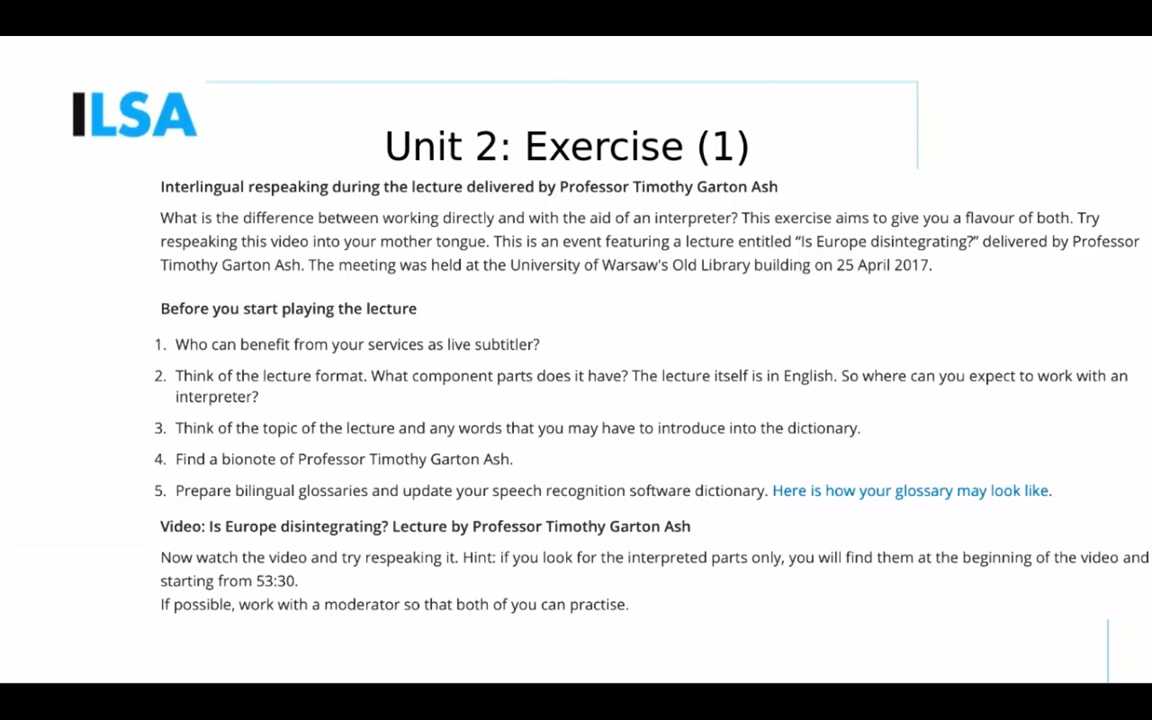 ILSA
Unit 2: Exercise (1)
Interlingual respeaking during the lecture delivered by Professor Timothy Garton Ash
What is the difference between working directly and with the aid of an interpreter? This exercise aims to give you a flavour of both. Try
respeaking this video into your mother tongue. This is an event featuring a lecture entitled “Is Europe disintegrating?” delivered by Professor
Timothy Garton Ash. The meeting was held at the University of Warsaw's Old Library building on 25 April 2017.
Before you start playing the lecture
1. Who can benefit from your services as live subtitler?
2. Think of the lecture format. What component parts does it have? The lecture itself is in English. So where can you expect to work with an
interpreter?
3. Think of the topic of the lecture and any words that you may have to introduce into the dictionary.
4. Find a bionote of Professor Timothy Garton Ash.
5. Prepare bilingual glossaries and update your speech recognition software dictionary. Here is how your glossary may look like.
Video: Is Europe disintegrating? Lecture by Professor Timothy Garton Ash
Now watch the video and try respeaking it. Hint: if you look for the interpreted parts only, you will find them at the beginning of the video and
starting from 53:30.
If possible, work with a moderator so that both of you can practise.